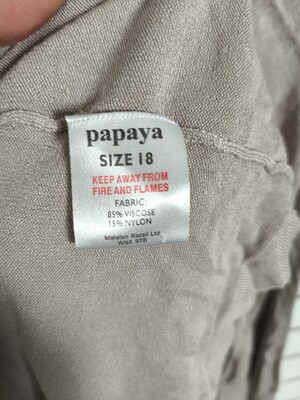 papaya
SIZE 18
KEEP AWAY FROM
FIRE AND FLAMES
FABRIC:
85% VISCOSE
15% NYLON
Matalan Retail Ltd
WN8 9TB